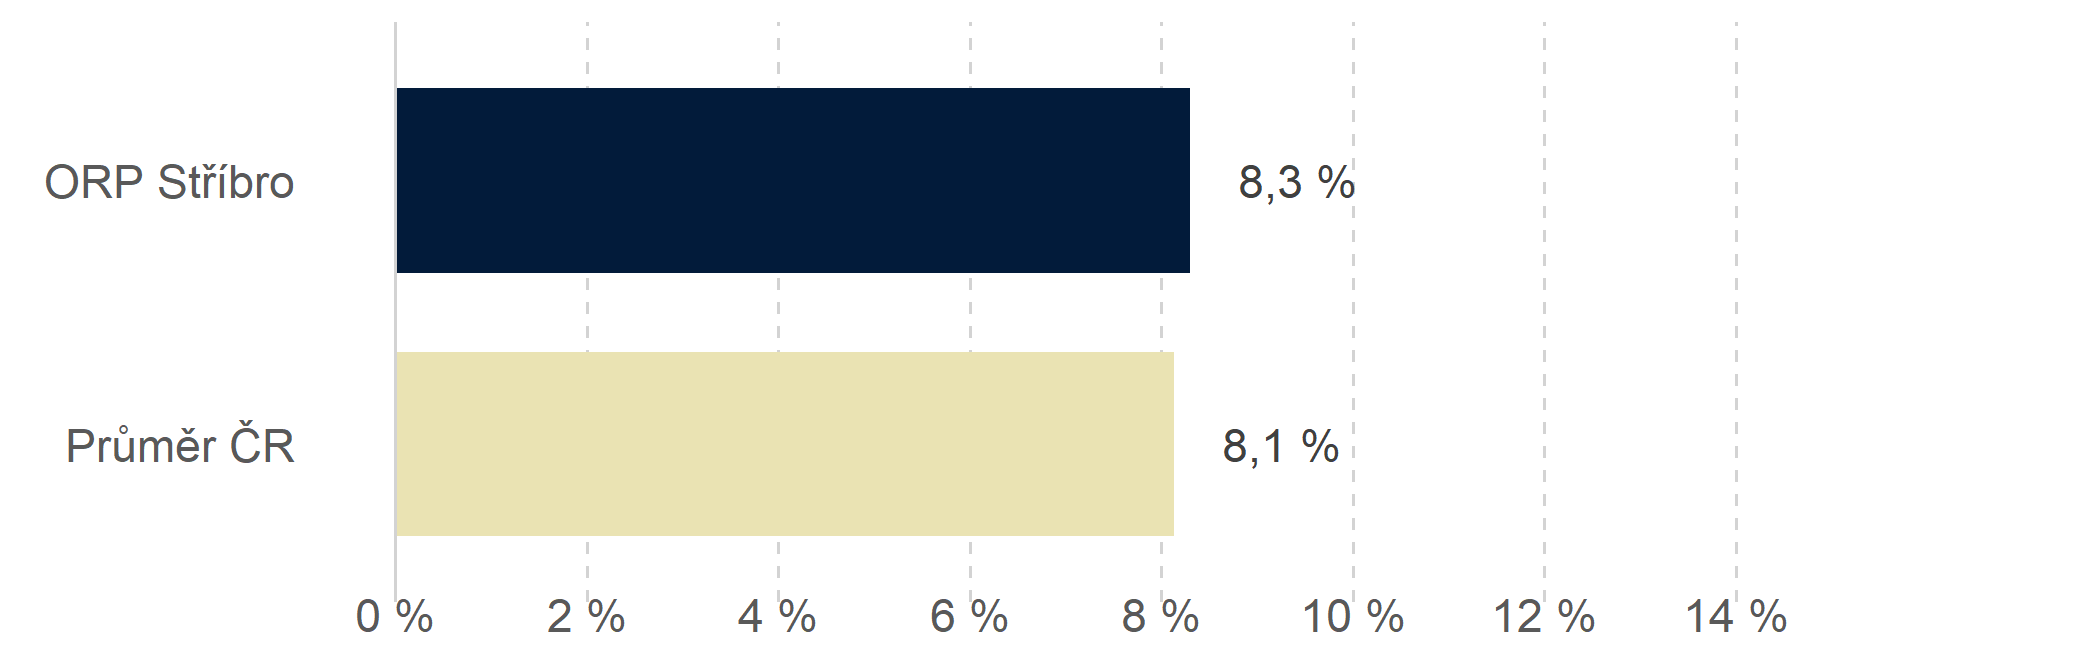 ORP Stříbro
8,3 %
Průměr ČR
8,1 %
0 % 2 % 4 % 6 % 8 % 10 % 12 % 14 %